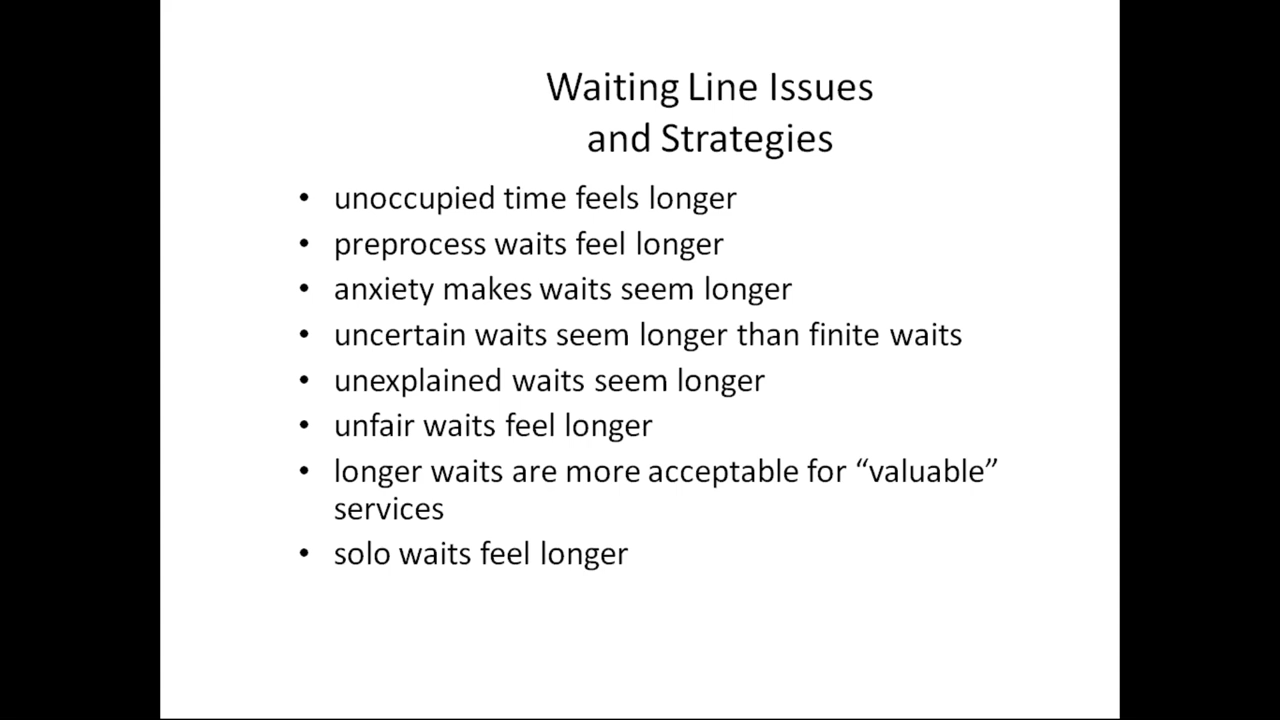 Waiting Line Issues
and Strategies
• unoccupied time feels longer
• preprocess waits feel longer
• anxiety makes waits seem longer
• uncertain waits seem longer than finite waits
• unexplained waits seem longer
• unfair waits feel longer
• longer waits are more acceptable for “valuable”
services
• solo waits feel longer